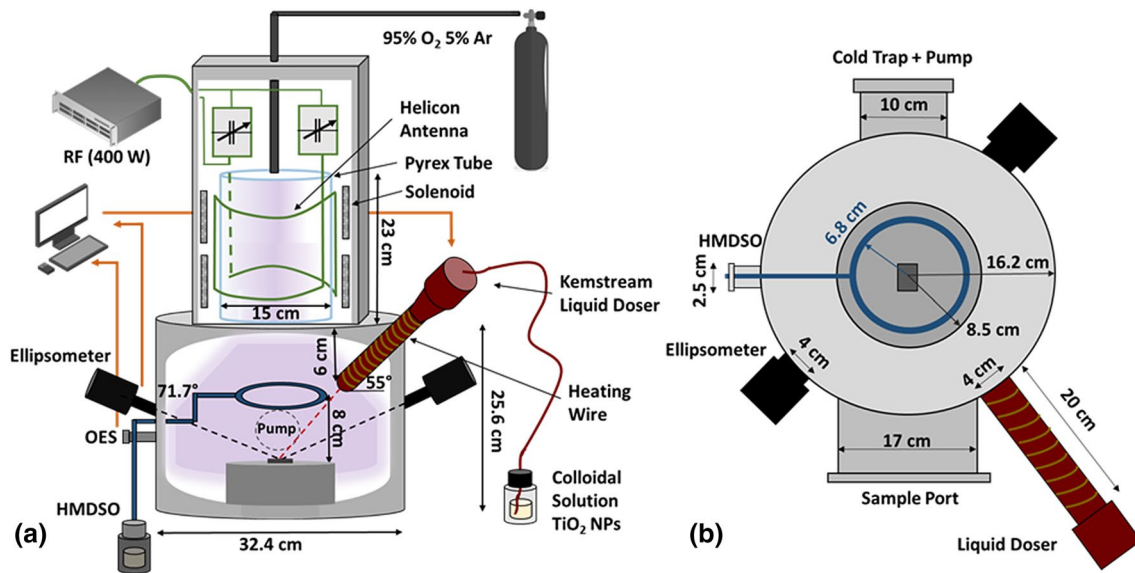 95% O2 5% Ar
RF (400 W)
Helicon
Antenna
Pyrex Tube
Solenoid
23 cm
15 cm
Kemstream
Liquid Doser
Ellipsometer
71.7°
6 cm
55°
Heating
Wire
OES
Pump
8 cm
25.6 cm
HMDSO
Colloidal
Solution
TiO2 NPs
32.4 cm
(a)
Cold Trap + Pump
10 cm
HMDSO
2.5 cm
6.8 cm
16.2 cm
8.5 cm
Ellipsometer
4 cm
4 cm
20 cm
17 cm
Sample Port
Liquid Doser
(b)